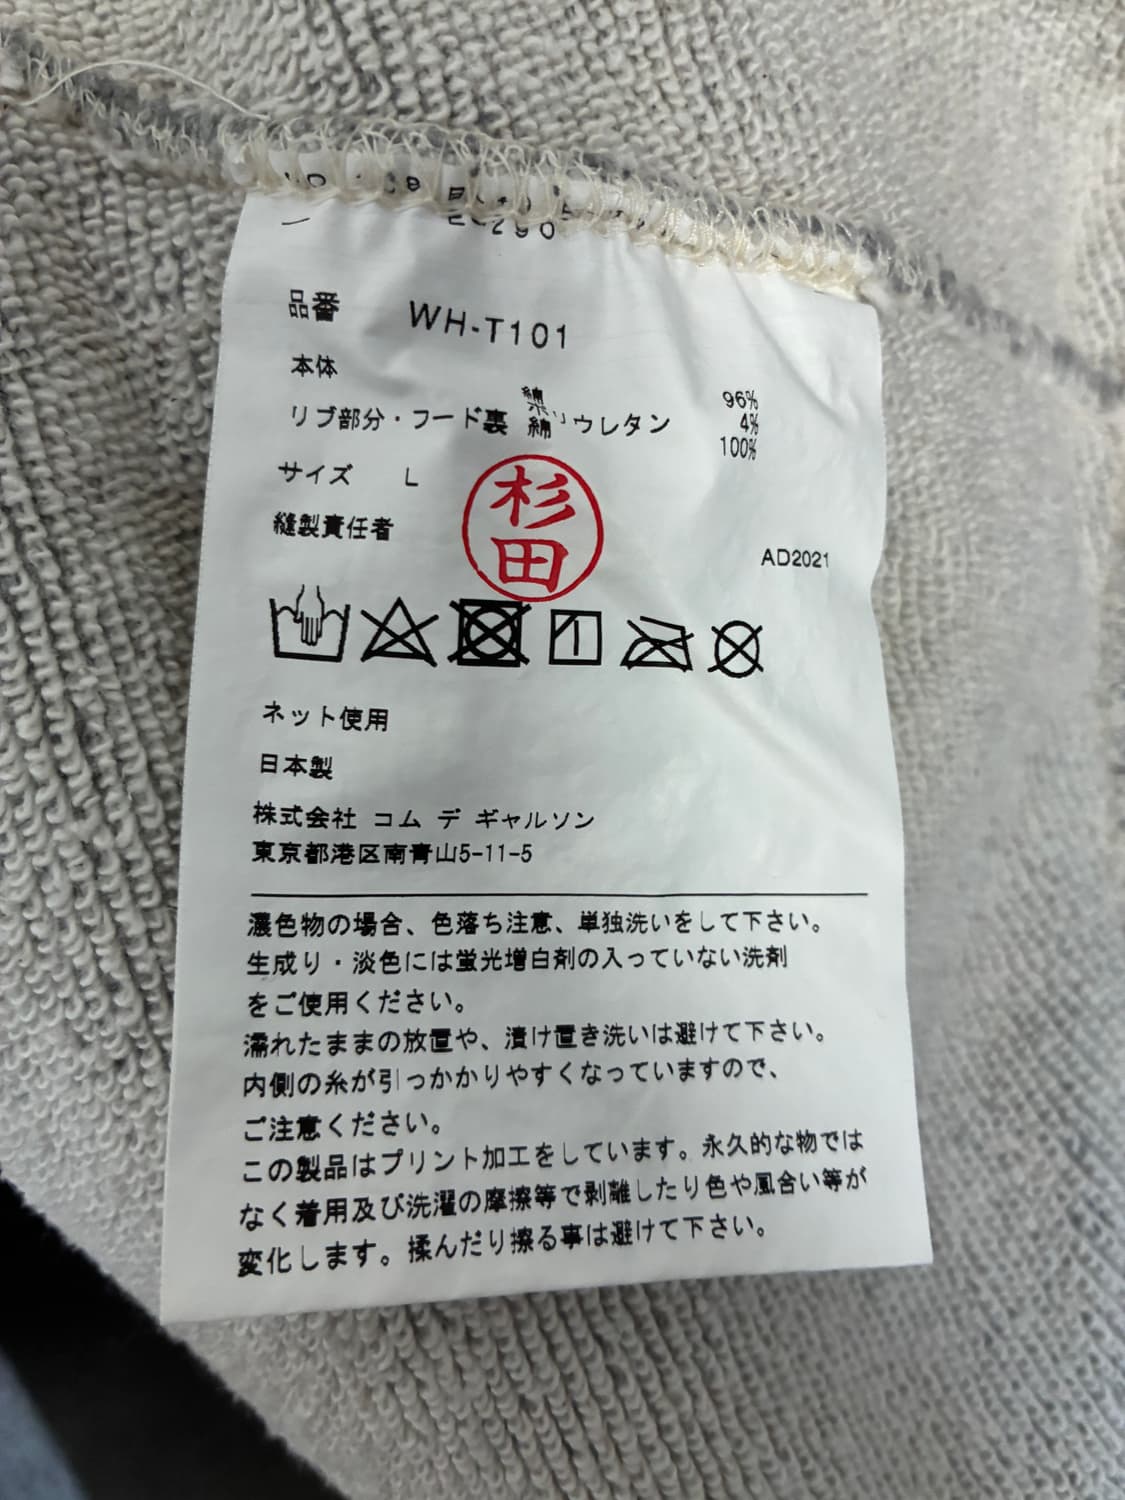 品番 WH-T101
本体 綿 96%
ポリウレタン 4%
リブ部分・フード裏 綿 100%
サイズ L
縫製責任者 杉田
AD2021
ネット使用
日本製
株式会社 コム デ ギャルソン
東京都港区南青山5-11-5
濃色物の場合、色落ち注意、単独洗いをして下さい。
生成り・淡色には蛍光増白剤の入っていない洗剤
をご使用ください。
濡れたままの放置や、漬け置き洗いは避けて下さい。
内側の糸が引っかかりやすくなっていますので、
ご注意ください。
この製品はプリント加工をしています。永久的な物では
なく着用及び洗濯の摩擦等で剥離したり色や風合い等が
変化します。揉んだり擦る事は避けて下さい。